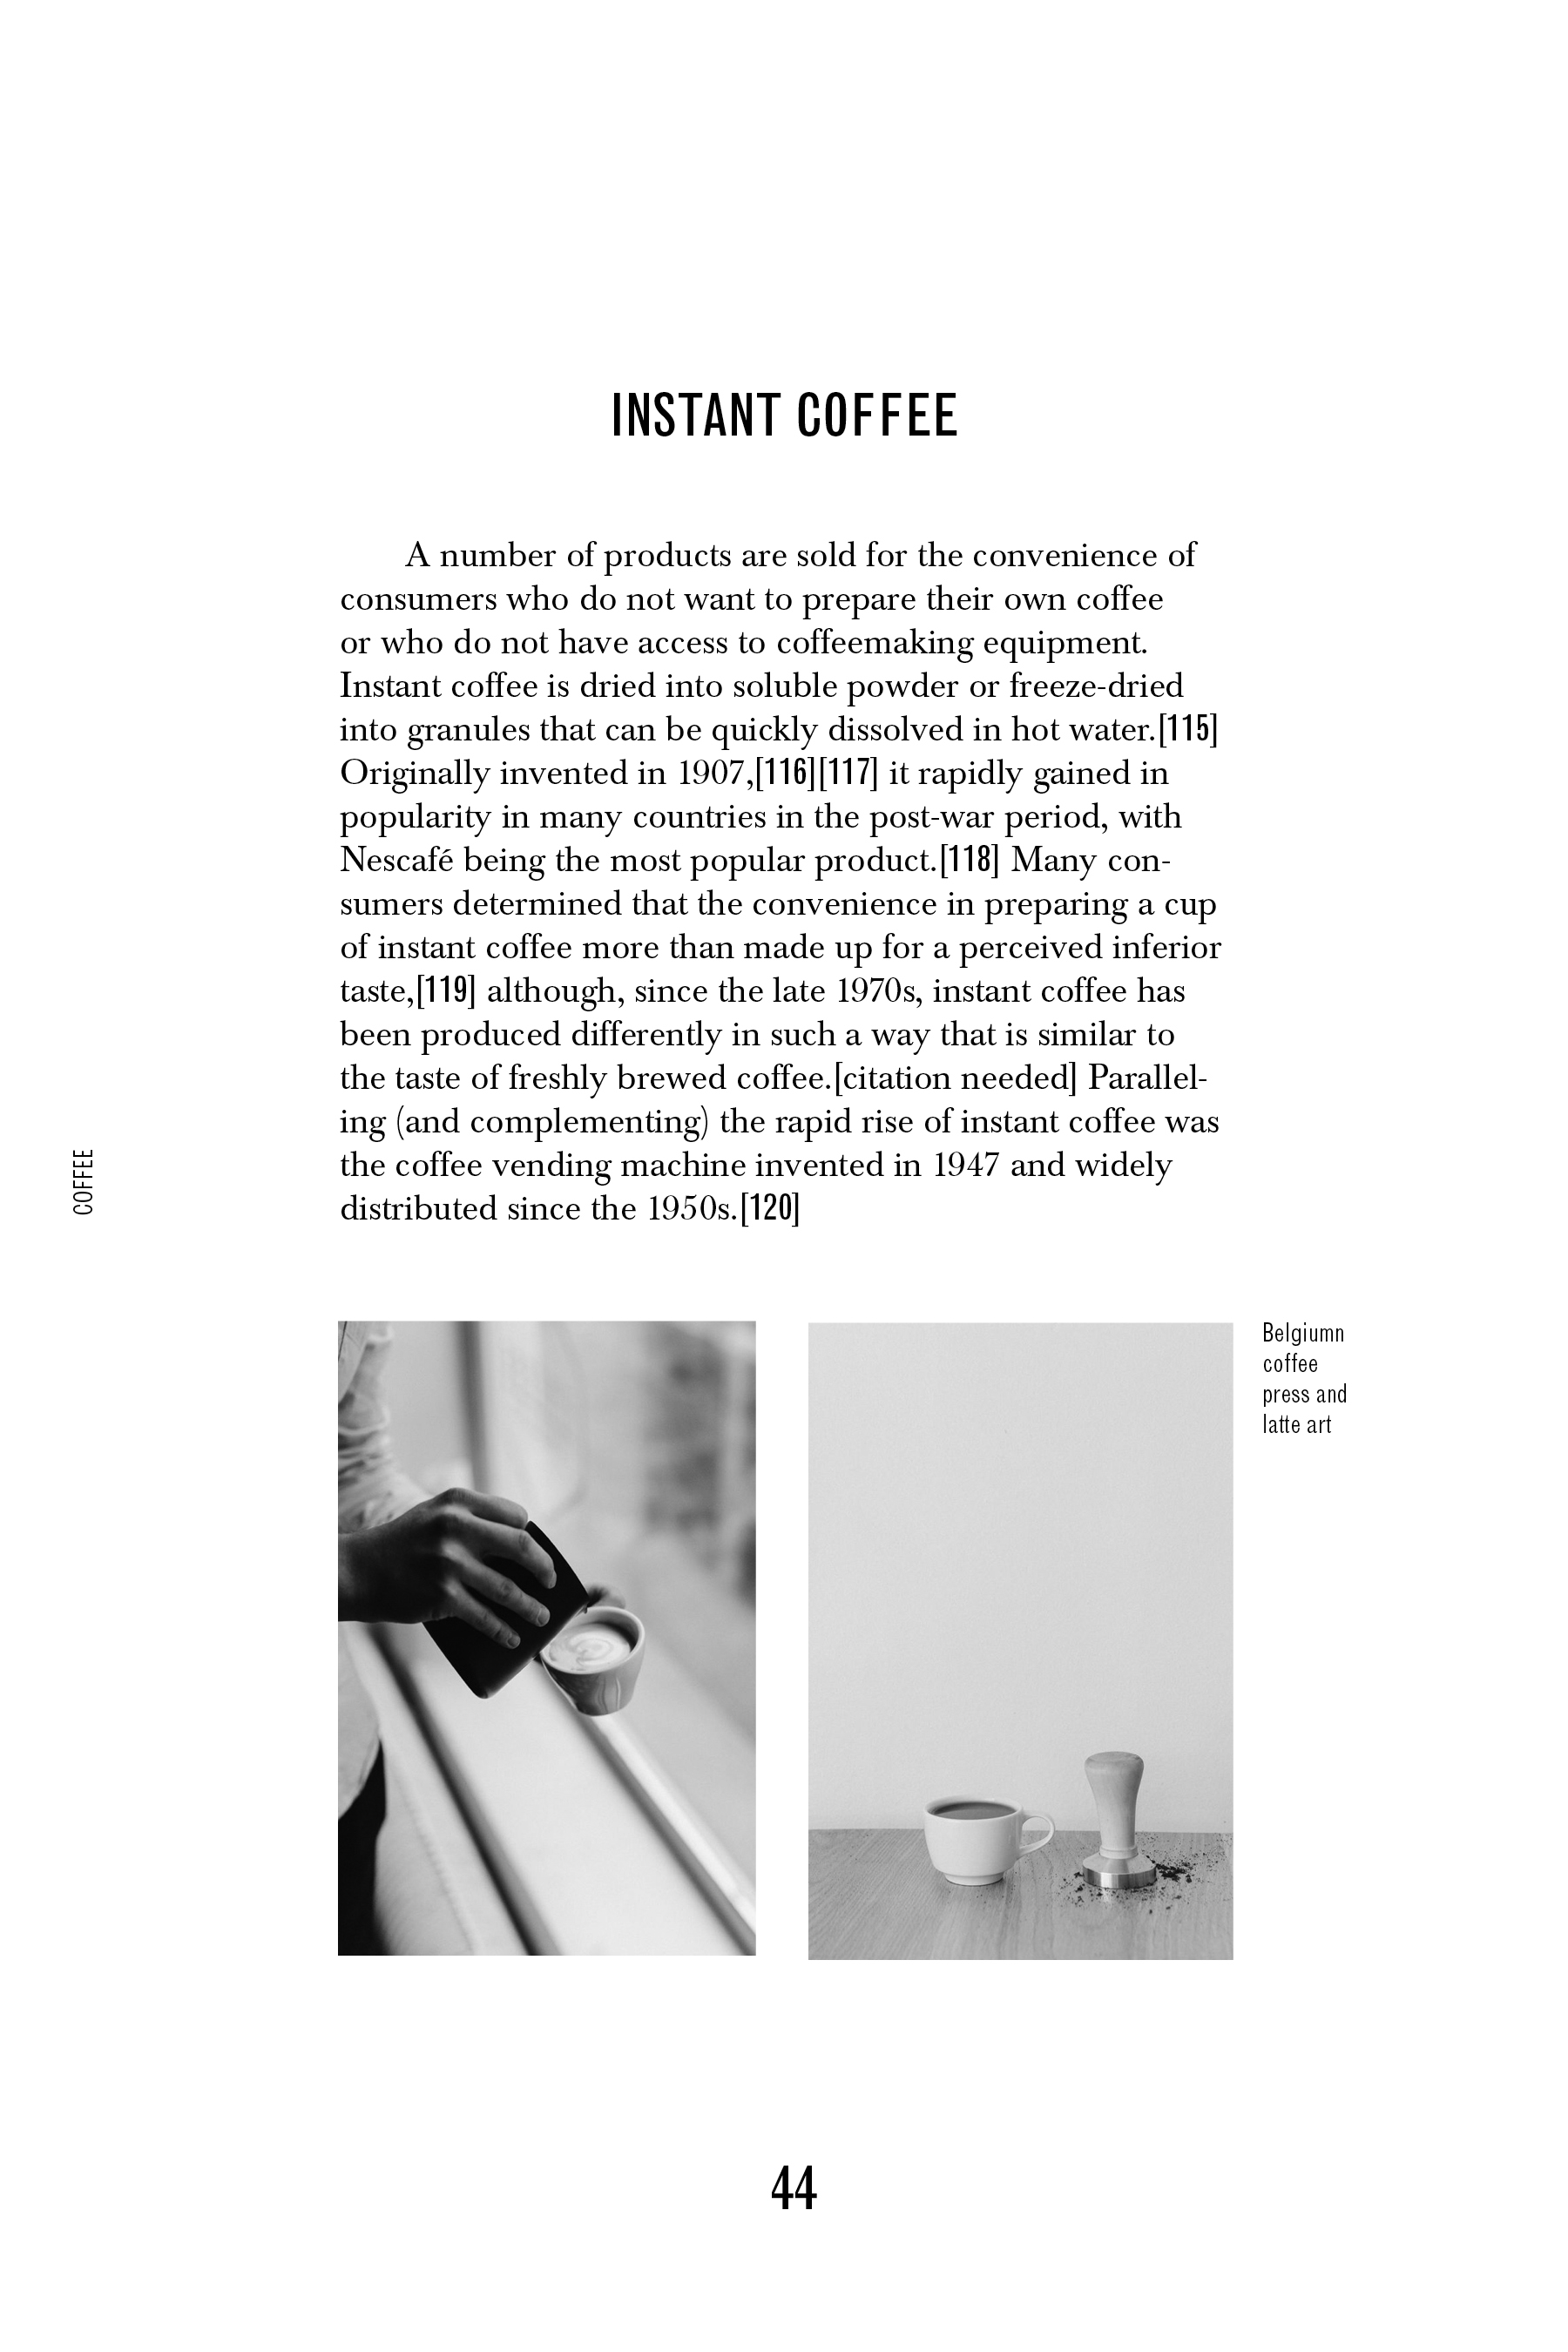 INSTANT COFFEE
A number of products are sold for the convenience of
consumers who do not want to prepare their own coffee
or who do not have access to coffeemaking equipment.
Instant coffee is dried into soluble powder or freeze-dried
into granules that can be quickly dissolved in hot water.[115]
Originally invented in 1907,[116][117] it rapidly gained in
popularity in many countries in the post-war period, with
Nescafé being the most popular product.[118] Many con-
sumers determined that the convenience in preparing a cup
of instant coffee more than made up for a perceived inferior
taste,[119] although, since the late 1970s, instant coffee has
been produced differently in such a way that is similar to
the taste of freshly brewed coffee.[citation needed] Parallel-
ing (and complementing) the rapid rise of instant coffee was
the coffee vending machine invented in 1947 and widely
distributed since the 1950s.[120]
COFFEE
Belgiumn
coffee
press and
latte art
44